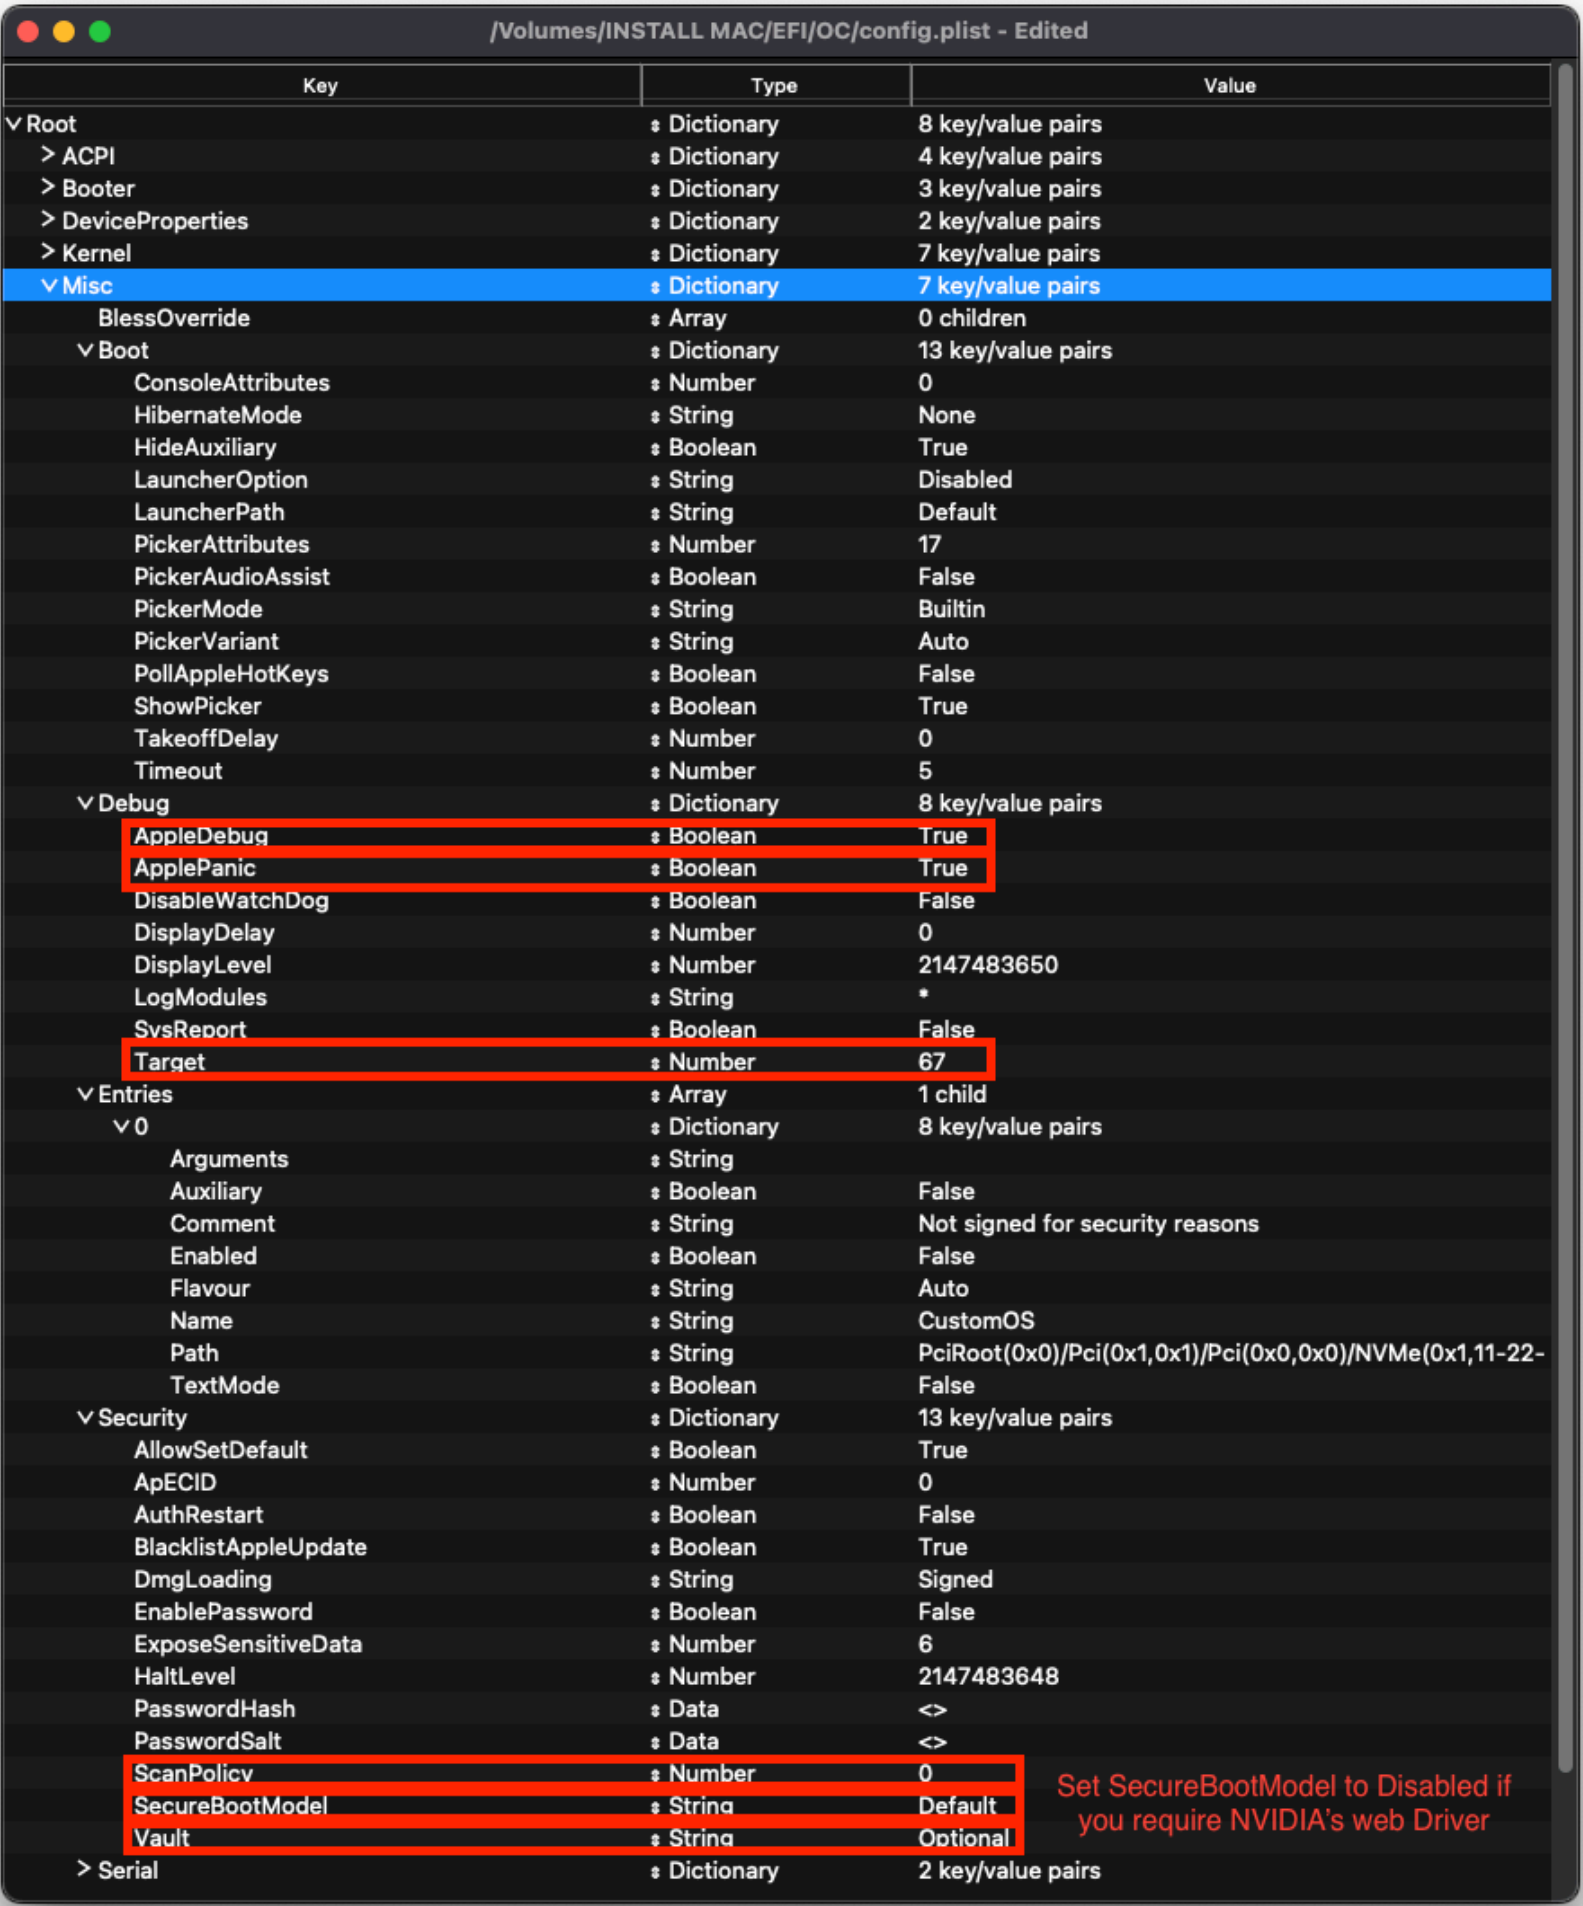 /Volumes/INSTALL MAC/EFI/OC/config.plist - Edited
Key Type Value
Root Dictionary 8 key/value pairs
ACPI Dictionary 4 key/value pairs
Booter Dictionary 3 key/value pairs
DeviceProperties Dictionary 2 key/value pairs
Kernel Dictionary 7 key/value pairs
Misc Dictionary 7 key/value pairs
BlessOverride Array 0 children
Boot Dictionary 13 key/value pairs
ConsoleAttributes Number 0
HibernateMode String None
HideAuxiliary Boolean True
LauncherOption String Disabled
LauncherPath String Default
PickerAttributes Number 17
PickerAudioAssist Boolean False
PickerMode String Builtin
PickerVariant String Auto
PollAppleHotKeys Boolean False
ShowPicker Boolean True
TakeoffDelay Number 0
Timeout Number 5
Debug Dictionary 8 key/value pairs
AppleDebug Boolean True
ApplePanic Boolean True
DisableWatchDog Boolean False
DisplayDelay Number 0
DisplayLevel Number 2147483650
LogModules String *
SysReport Boolean False
Target Number 67
Entries Array 1 child
0 Dictionary 8 key/value pairs
Arguments String
Auxiliary Boolean False
Comment String Not signed for security reasons
Enabled Boolean False
Flavour String Auto
Name String CustomOS
Path String PciRoot(0x0)/Pci(0x1,0x1)/Pci(0x0,0x0)/NVMe(0x1,11-22-
TextMode Boolean False
Security Dictionary 13 key/value pairs
AllowSetDefault Boolean True
ApECID Number 0
AuthRestart Boolean False
BlacklistAppleUpdate Boolean True
DmgLoading String Signed
EnablePassword Boolean False
ExposeSensitiveData Number 6
HaltLevel Number 2147483648
PasswordHash Data <>
PasswordSalt Data <>
ScanPolicy Number 0
SecureBootModel String Default
Vault String Optional
Set SecureBootModel to Disabled if
you require NVIDIA's web Driver
Serial Dictionary 2 key/value pairs